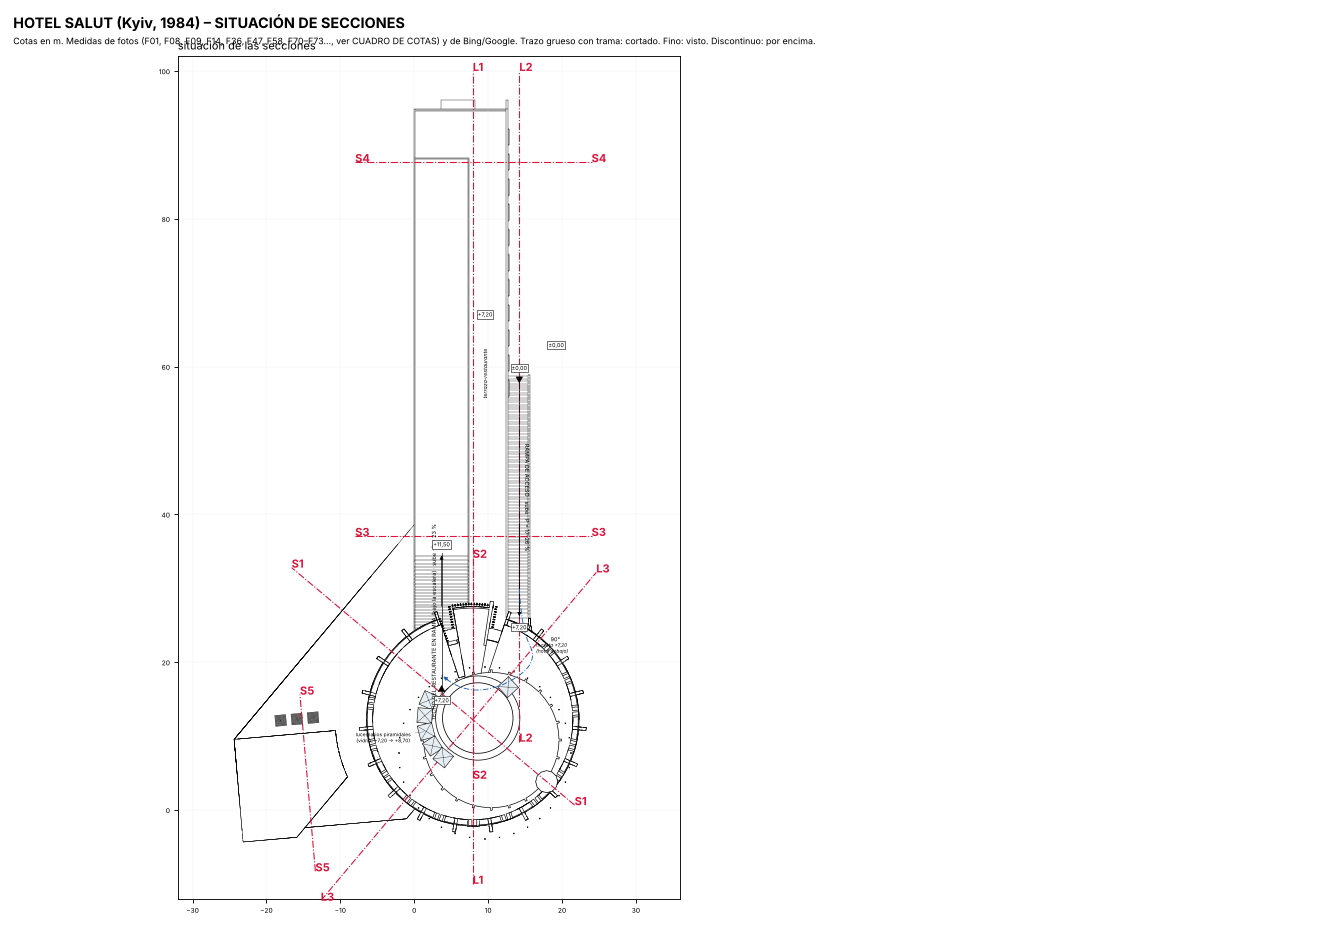 HOTEL SALUT (Kyiv, 1984) – SITUACIÓN DE SECCIONES
Cotas en m. Medidas de fotos (F01, F08, F09, F14, F36, F47, F58, F70–F73..., ver CUADRO DE COTAS) y de Bing/Google. Trazo grueso con trama: cortado. Fino: visto. Discontinuo: por encima.
situación de las secciones
L1
L2
100
S4
S4
80
+7,20
±0,00
terraza-restaurante
±0,00
60
40
S3
S3
+11,50
S2
S1
L3
+7,20
90°
20
S5
+7,20
lucernarios piramidales
L2
S2
S1
0
S5
L1
L3
−30
−20
−10
0
10
20
30